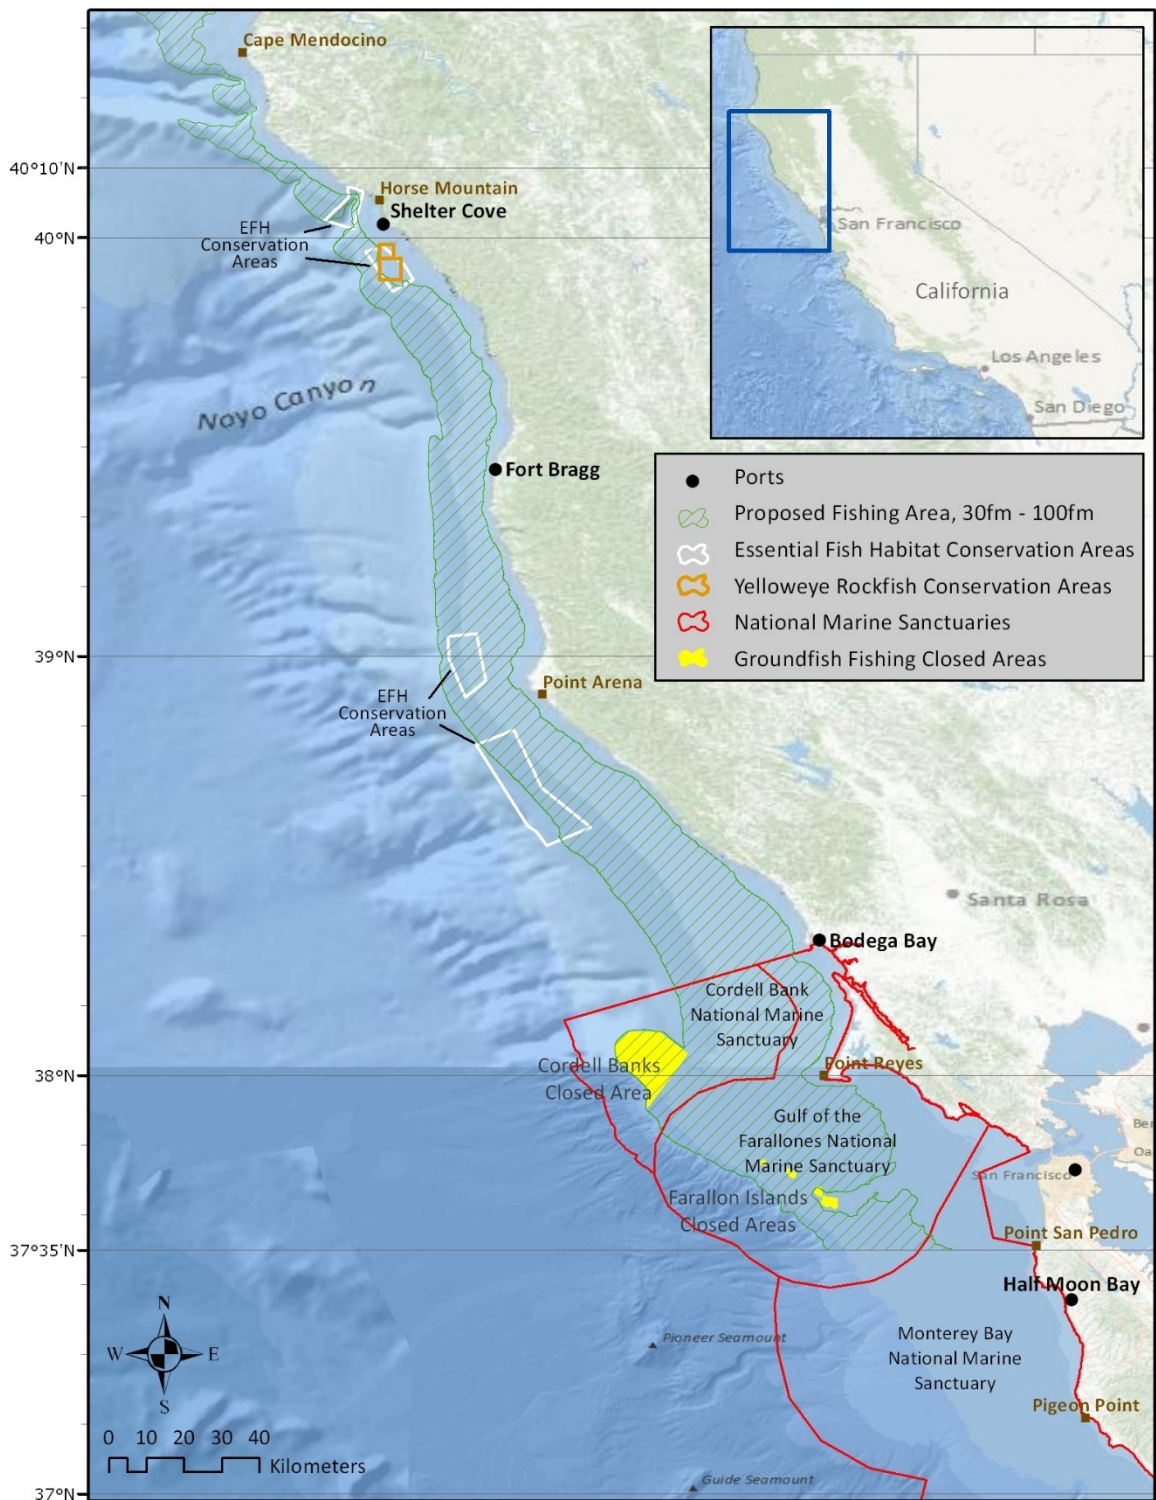 Cape Mendocino
40°10'N
Horse Mountain
Shelter Cove
EFH
Conservation
Areas
40°N
Noyo Canyon
Fort Bragg
San Francisco
California
Los Angeles
San Diego
Ports
Proposed Fishing Area, 30fm - 100fm
Essential Fish Habitat Conservation Areas
Yelloweye Rockfish Conservation Areas
National Marine Sanctuaries
Groundfish Fishing Closed Areas
39°N
Point Arena
EFH
Conservation
Areas
Santa Rosa
Bodega Bay
Cordell Bank
National Marine
Sanctuary
Cordell Banks
Closed Area
Point Reyes
38°N
Gulf of the
Farallones National
Marine Sanctuary
Farallon Islands
Closed Areas
San Francisco
Ber
Oa
Point San Pedro
37°35'N
Half Moon Bay
Pioneer Seamount
Monterey Bay
National Marine
Sanctuary
Pigeon Point
N
W
E
S
0 10 20 30 40
Kilometers
Guide Seamount
37°N